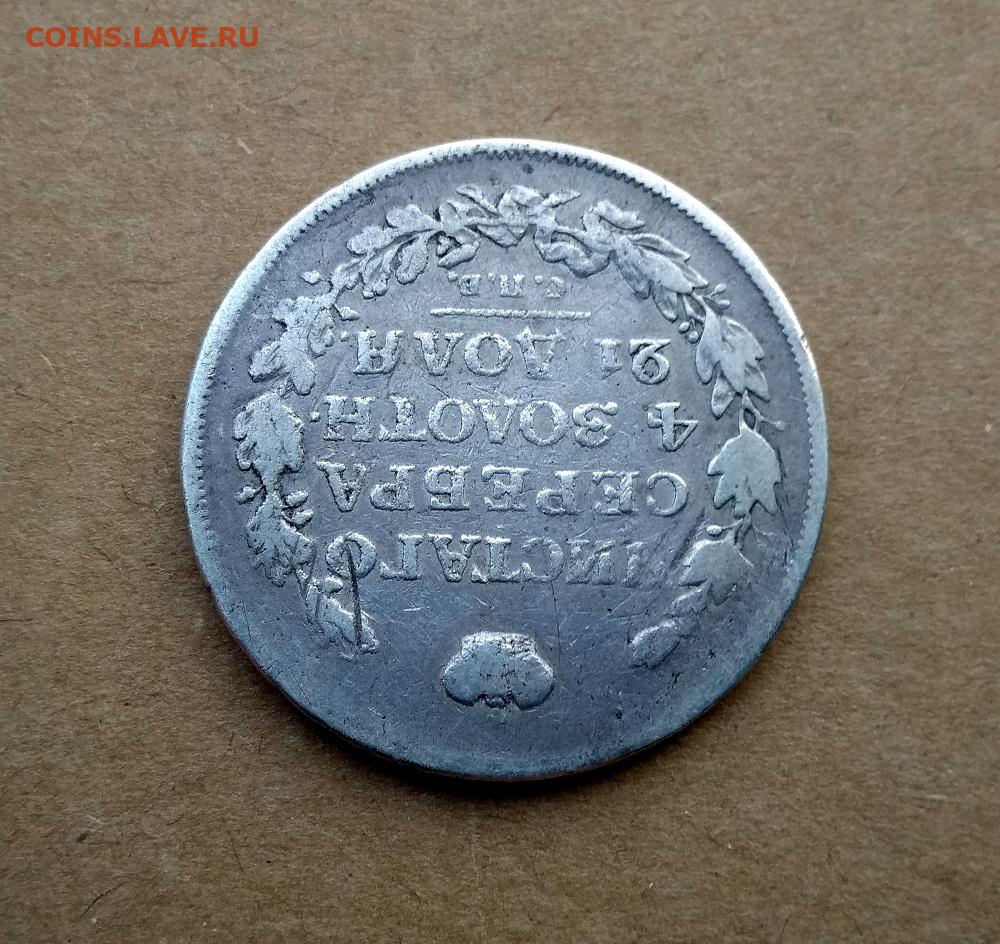 COINS.LAVE.RU
ЧИСТАГО
СЕРЕБРА
4 ЗОЛОТН.
21 ДОЛЯ.
С. П. Б.